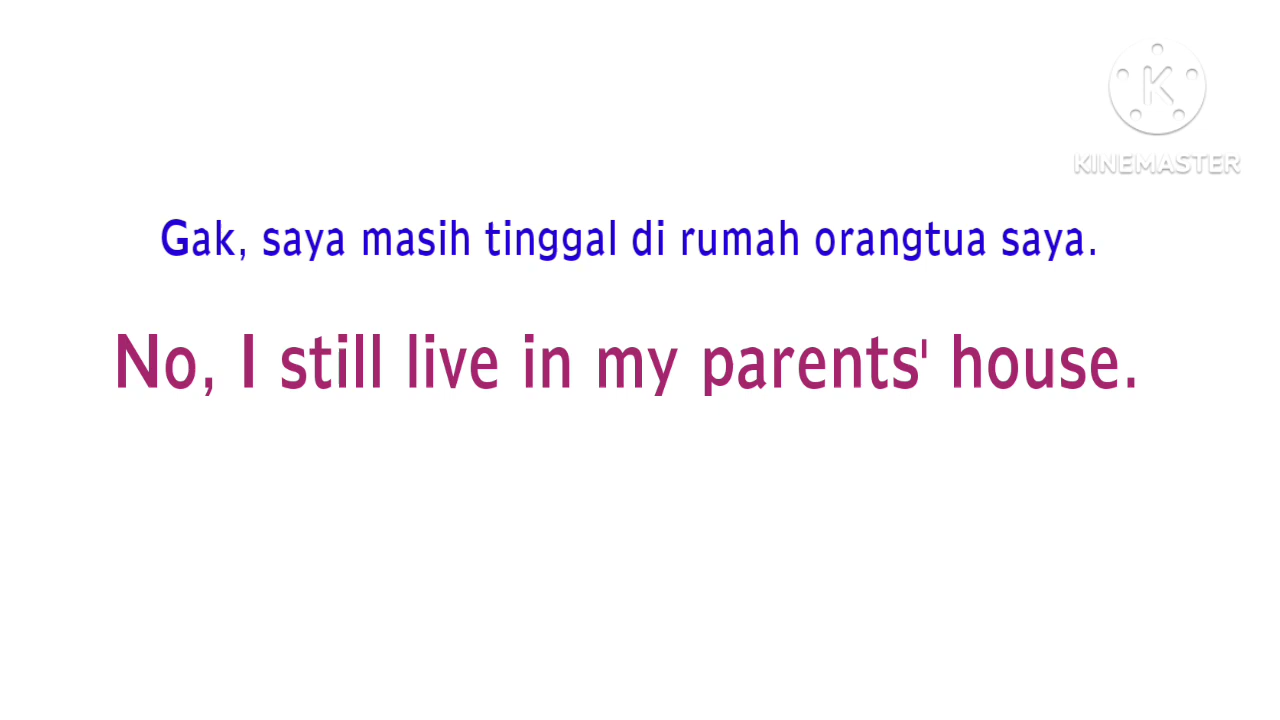 K
KINEMASTER
Gak, saya masih tinggal di rumah orangtua saya.
No, I still live in my parents' house.